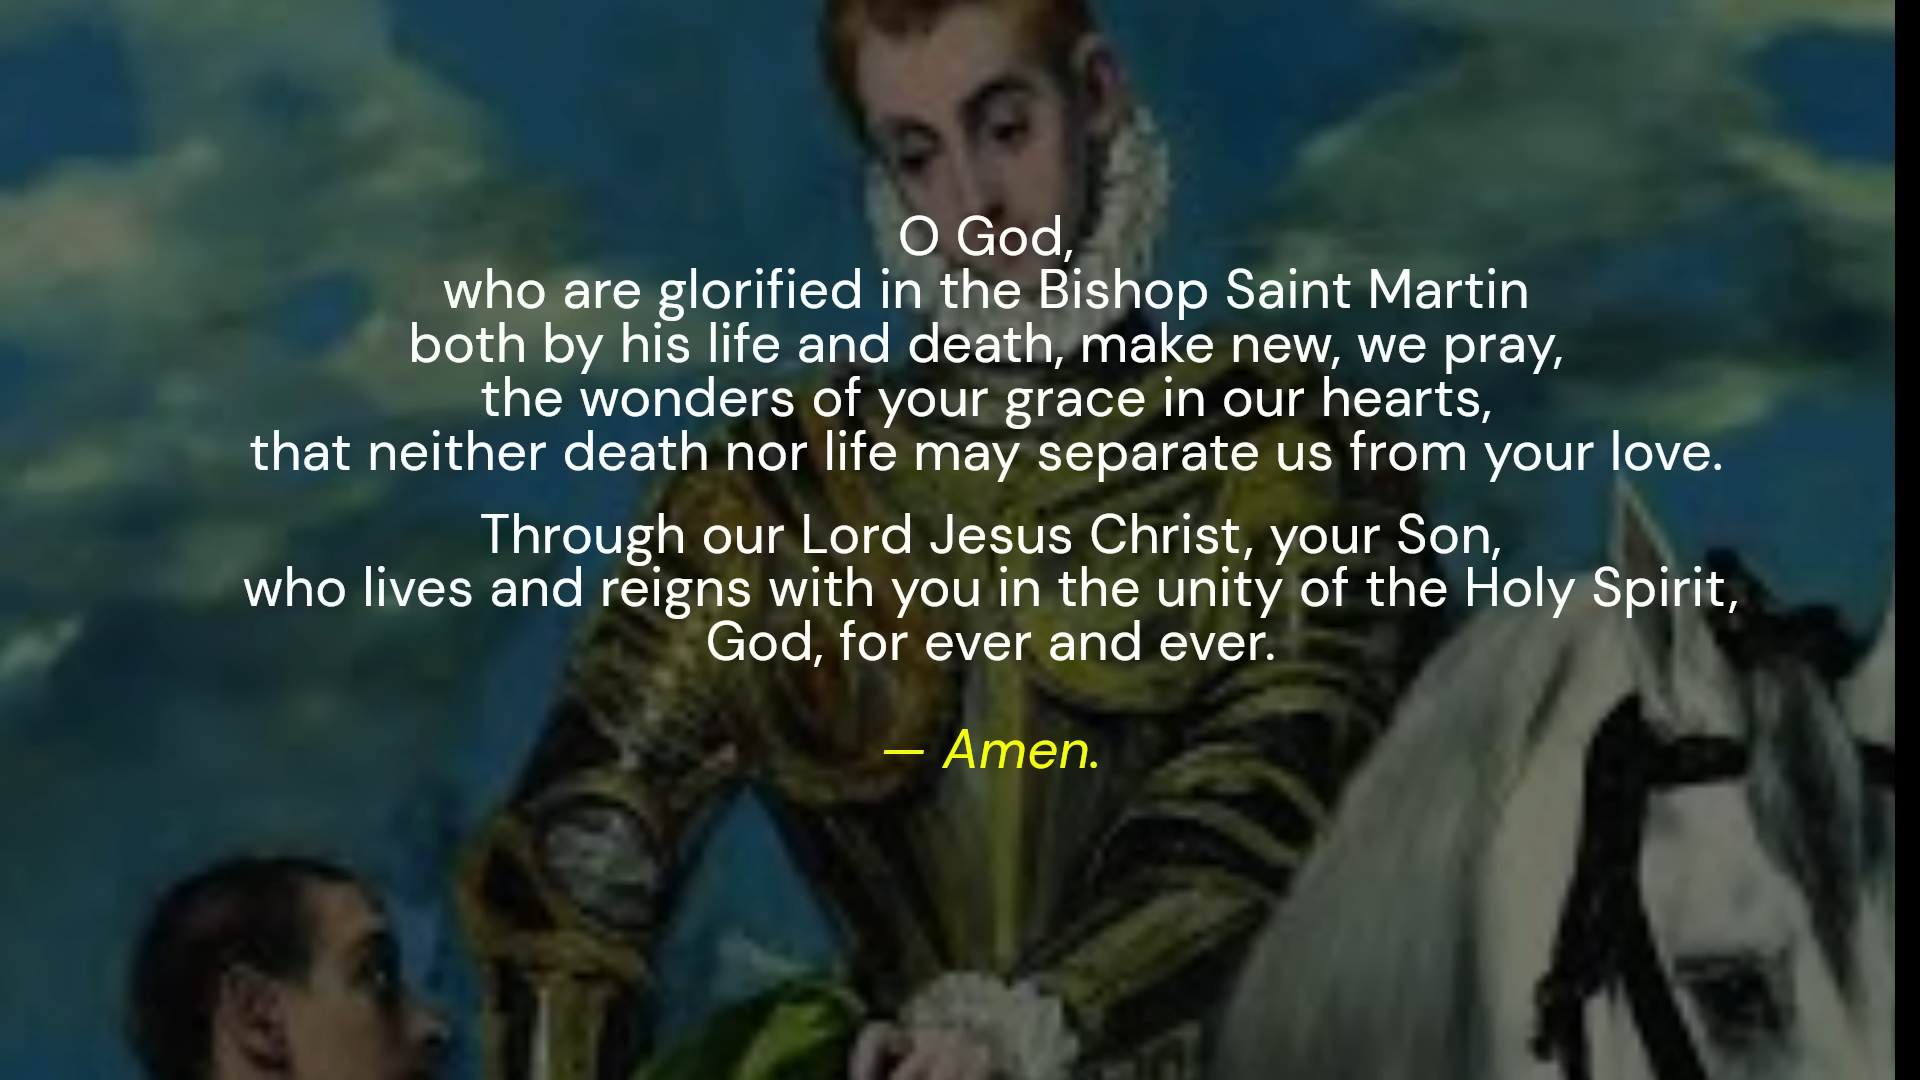 O God,
who are glorified in the Bishop Saint Martin
both by his life and death, make new, we pray,
the wonders of your grace in our hearts,
that neither death nor life may separate us from your love.
Through our Lord Jesus Christ, your Son,
who lives and reigns with you in the unity of the Holy Spirit,
God, for ever and ever.
— Amen.